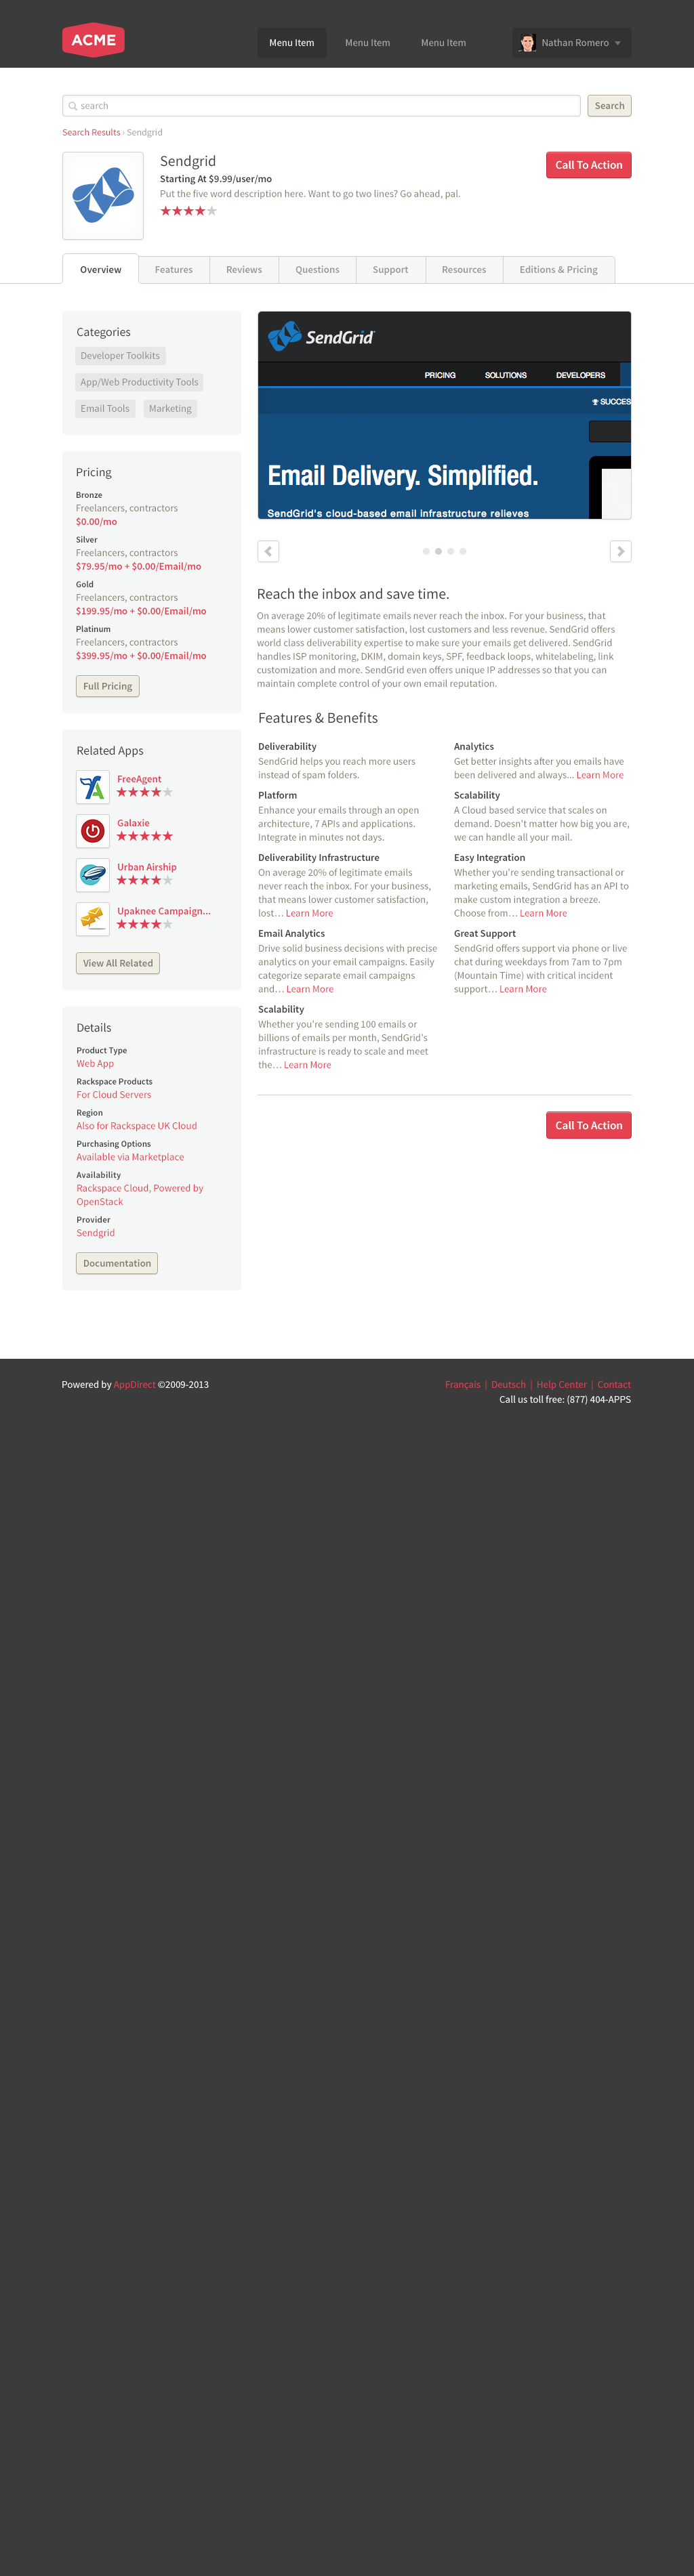 ACME
Menu Item
Menu Item
Menu Item
Nathan Romero
search
Search
Search Results › Sendgrid
Sendgrid
Starting At $9.99/user/mo
Put the five word description here. Want to go two lines? Go ahead, pal.
Call To Action
Overview
Features
Reviews
Questions
Support
Resources
Editions & Pricing
Categories
Developer Toolkits
App/Web Productivity Tools
Email Tools
Marketing
Pricing
Bronze
Freelancers, contractors
$0.00/mo
Silver
Freelancers, contractors
$79.95/mo + $0.00/Email/mo
Gold
Freelancers, contractors
$199.95/mo + $0.00/Email/mo
Platinum
Freelancers, contractors
$399.95/mo + $0.00/Email/mo
Full Pricing
Related Apps
FreeAgent
Galaxie
Urban Airship
Upaknee Campaign...
View All Related
Details
Product Type
Web App
Rackspace Products
For Cloud Servers
Region
Also for Rackspace UK Cloud
Purchasing Options
Available via Marketplace
Availability
Rackspace Cloud, Powered by
OpenStack
Provider
Sendgrid
Documentation
SendGrid
PRICING
SOLUTIONS
DEVELOPERS
SUCCES
Email Delivery. Simplified.
SendGrid's cloud-based email infrastructure relieves
Reach the inbox and save time.
On average 20% of legitimate emails never reach the inbox. For your business, that
means lower customer satisfaction, lost customers and less revenue. SendGrid offers
world class deliverability expertise to make sure your emails get delivered. SendGrid
handles ISP monitoring, DKIM, domain keys, SPF, feedback loops, whitelabeling, link
customization and more. SendGrid even offers unique IP addresses so that you can
maintain complete control of your own email reputation.
Features & Benefits
Deliverability
SendGrid helps you reach more users
instead of spam folders.
Platform
Enhance your emails through an open
architecture, 7 APIs and applications.
Integrate in minutes not days.
Deliverability Infrastructure
On average 20% of legitimate emails
never reach the inbox. For your business,
that means lower customer satisfaction,
lost… Learn More
Email Analytics
Drive solid business decisions with precise
analytics on your email campaigns. Easily
categorize separate email campaigns
and… Learn More
Scalability
Whether you're sending 100 emails or
billions of emails per month, SendGrid's
infrastructure is ready to scale and meet
the… Learn More
Analytics
Get better insights after you emails have
been delivered and always... Learn More
Scalability
A Cloud based service that scales on
demand. Doesn't matter how big you are,
we can handle all your mail.
Easy Integration
Whether you're sending transactional or
marketing emails, SendGrid has an API to
make custom integration a breeze.
Choose from… Learn More
Great Support
SendGrid offers support via phone or live
chat during weekdays from 7am to 7pm
(Mountain Time) with critical incident
support… Learn More
Call To Action
Powered by AppDirect ©2009-2013
Français | Deutsch | Help Center | Contact
Call us toll free: (877) 404-APPS